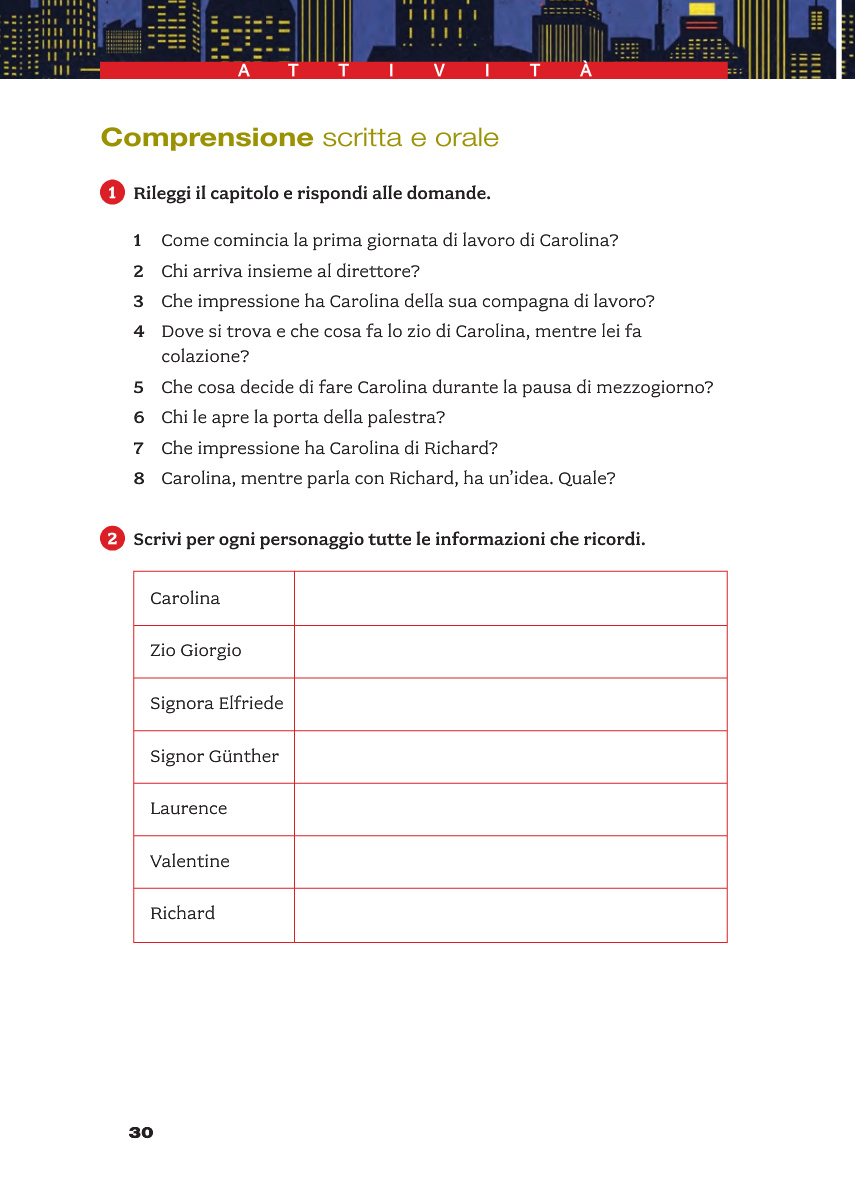 ATTIVITÀ
Comprensione scritta e orale
1 Rileggi il capitolo e rispondi alle domande.
1 Come comincia la prima giornata di lavoro di Carolina?
2 Chi arriva insieme al direttore?
3 Che impressione ha Carolina della sua compagna di lavoro?
4 Dove si trova e che cosa fa lo zio di Carolina, mentre lei fa
colazione?
5 Che cosa decide di fare Carolina durante la pausa di mezzogiorno?
6 Chi le apre la porta della palestra?
7 Che impressione ha Carolina di Richard?
8 Carolina, mentre parla con Richard, ha un’idea. Quale?
2 Scrivi per ogni personaggio tutte le informazioni che ricordi.
Carolina
Zio Giorgio
Signora Elfriede
Signor Günther
Laurence
Valentine
Richard
30